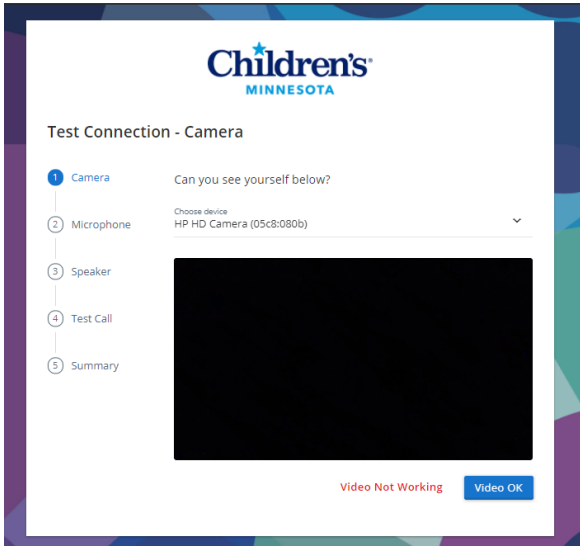 Children's
MINNESOTA
Test Connection - Camera
1 Camera
Can you see yourself below?
Choose device
HP HD Camera (05c8:080b)
2 Microphone
3 Speaker
4 Test Call
5 Summary
Video Not Working
Video OK